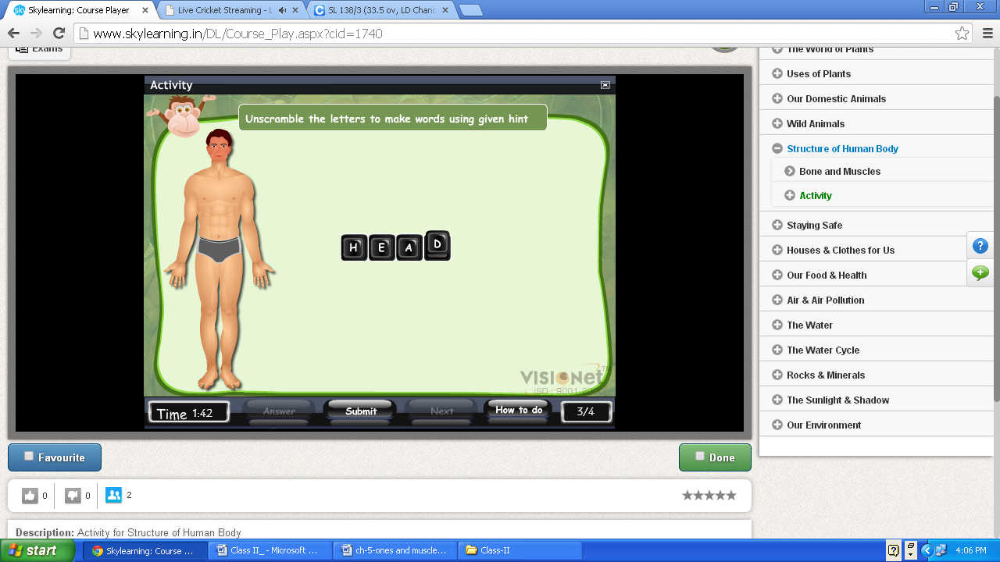 Skylearning: Course Player
Live Cricket Streaming - L
SL 138/3 (33.5 ov, LD Chand
www.skylearning.in/DL/Course_Play.aspx?cid=1740
Exams
Activity
Unscramble the letters to make words using given hint
H E A D
VISIONet TM
ISO - 9001-200
Time 1:42
Answer
Submit
Next
How to do
3/4
Favourite
Done
0
0
2
Description: Activity for Structure of Human Body
The World of Plants
Uses of Plants
Our Domestic Animals
Wild Animals
Structure of Human Body
Bone and Muscles
Activity
Staying Safe
Houses & Clothes for Us
Our Food & Health
Air & Air Pollution
The Water
The Water Cycle
Rocks & Minerals
The Sunlight & Shadow
Our Environment
start
Skylearning: Course ...
Class II_ - Microsoft ...
ch-5-ones and muscle...
Class-II
4:06 PM